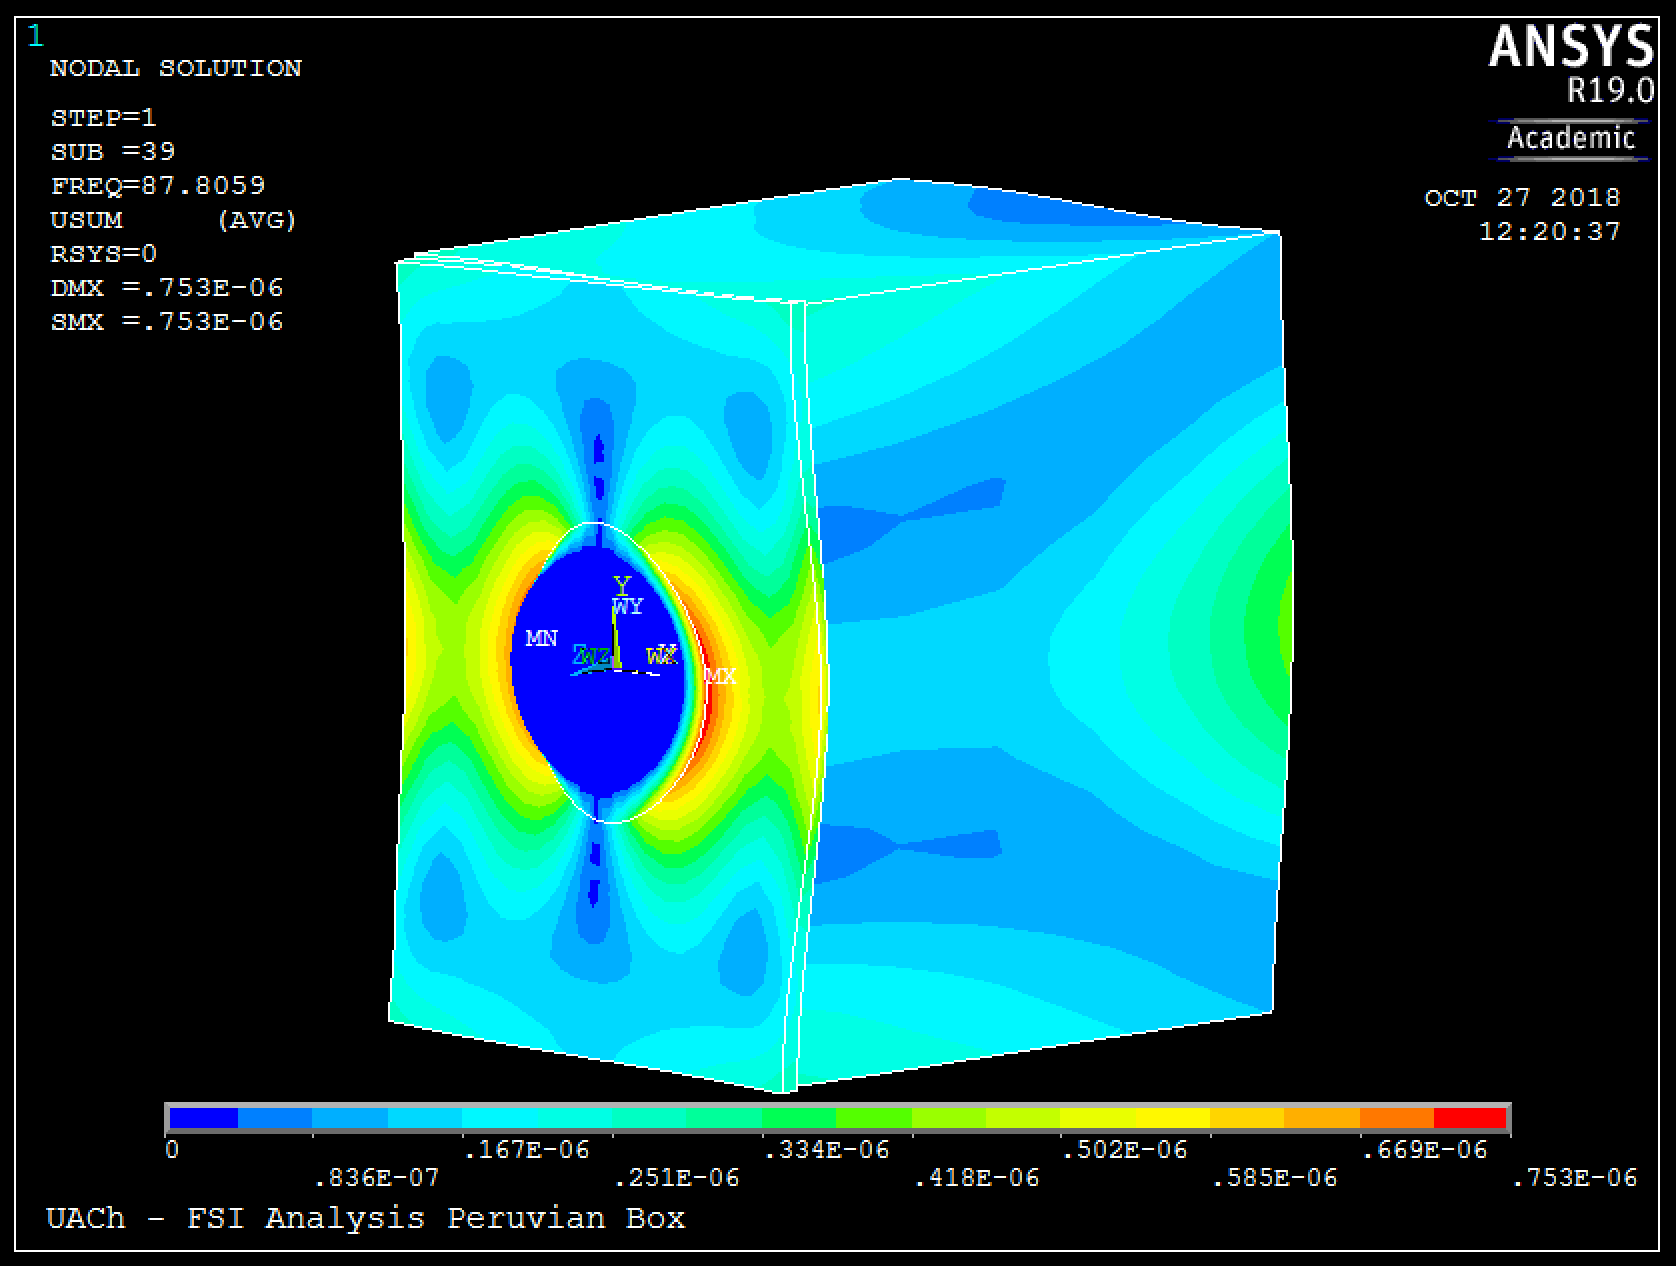 1
NODAL SOLUTION
STEP=1
SUB =39
FREQ=87.8059
USUM (AVG)
RSYS=0
DMX =.753E-06
SMX =.753E-06
ANSYS
R19.0
Academic
OCT 27 2018
12:20:37
Y
WY
MN
WZ
MX
0
.836E-07
.167E-06
.251E-06
.334E-06
.418E-06
.502E-06
.585E-06
.669E-06
.753E-06
UACh - FSI Analysis Peruvian Box